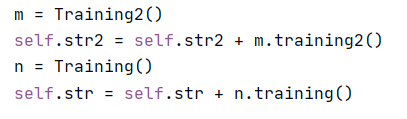 m = Training2()
self.str2 = self.str2 + m.training2()
n = Training()
self.str = self.str + n.training()